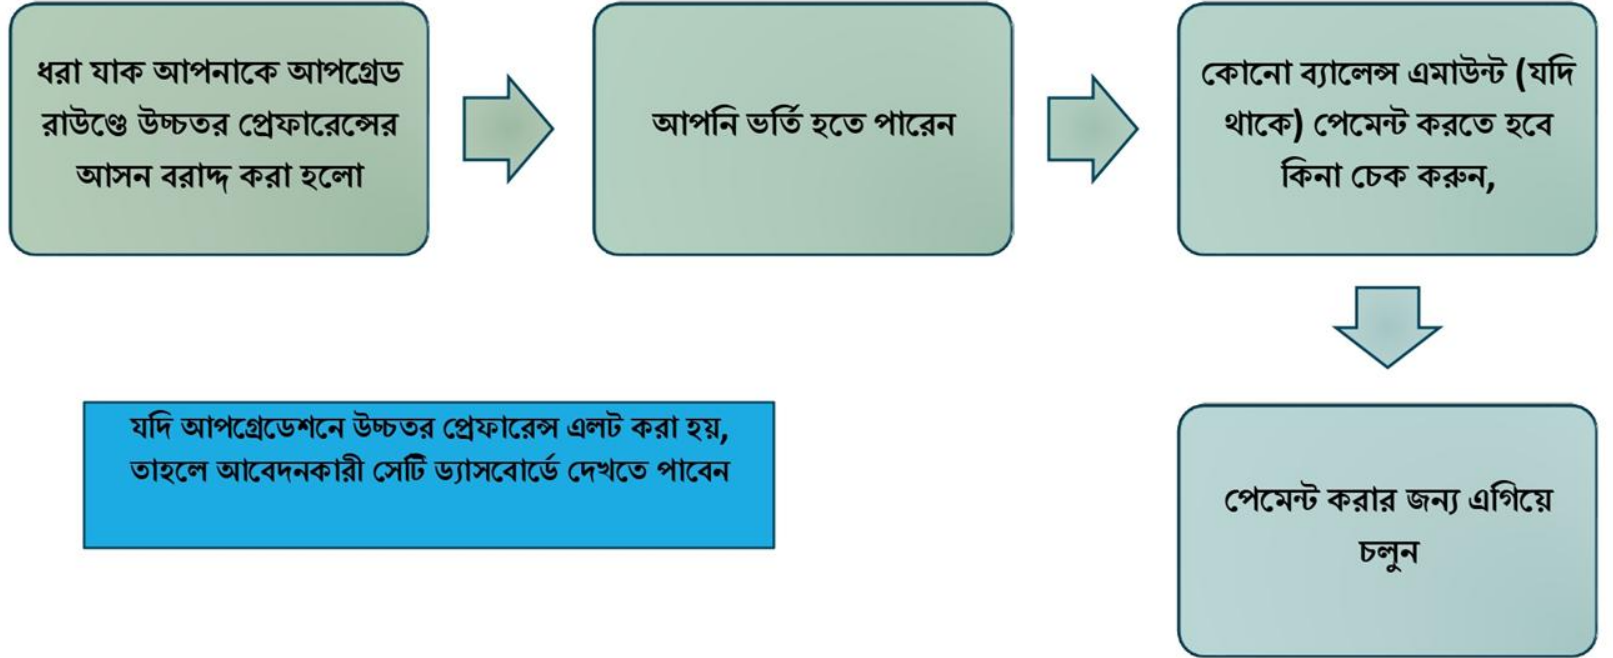 ধরা যাক আপনাকে আপগ্রেড
রাউণ্ডে উচ্চতর প্রেফারেন্সের
আসন বরাদ্দ করা হলো
আপনি ভর্তি হতে পারেন
কোনো ব্যালেন্স এমাউন্ট (যদি
থাকে) পেমেন্ট করতে হবে
কিনা চেক করুন,
পেমেন্ট করার জন্য এগিয়ে
চলুন
যদি আপগ্রেডেশনে উচ্চতর প্রেফারেন্স এলট করা হয়,
তাহলে আবেদনকারী সেটি ড্যাসবোর্ডে দেখতে পাবেন